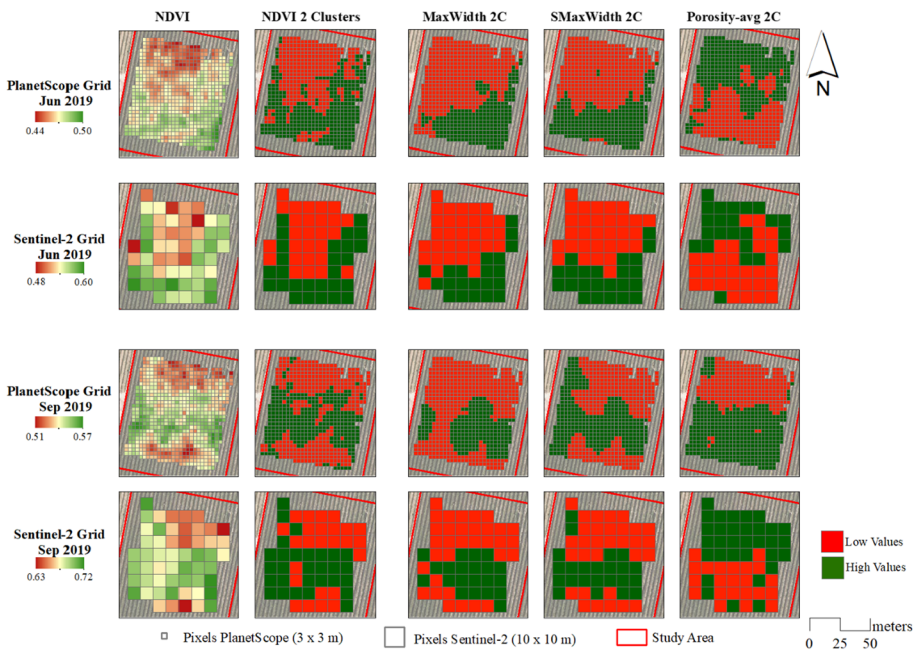 NDVI
NDVI 2 Clusters
MaxWidth 2C
SMaxWidth 2C
Porosity-avg 2C
N
PlanetScope Grid
Jun 2019
0.44 0.50
Sentinel-2 Grid
Jun 2019
0.48 0.60
PlanetScope Grid
Sep 2019
0.51 0.57
Sentinel-2 Grid
Sep 2019
0.63 0.72
Low Values
High Values
Pixels PlanetScope (3 x 3 m)
Pixels Sentinel-2 (10 x 10 m)
Study Area
meters
0 25 50